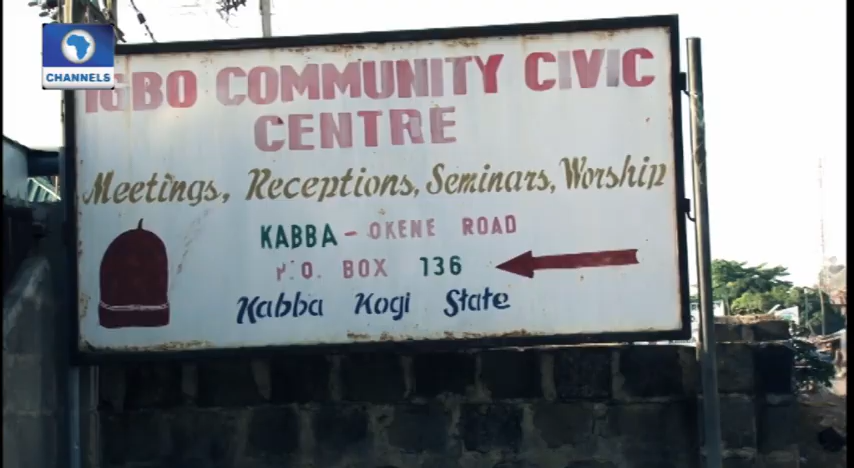 CHANNELS
IGBO COMMUNITY CIVIC
CENTRE
Meetings, Receptions, Seminars, Worship
KABBA - OKENE ROAD
P.O. BOX 136
Kabba Kogi State